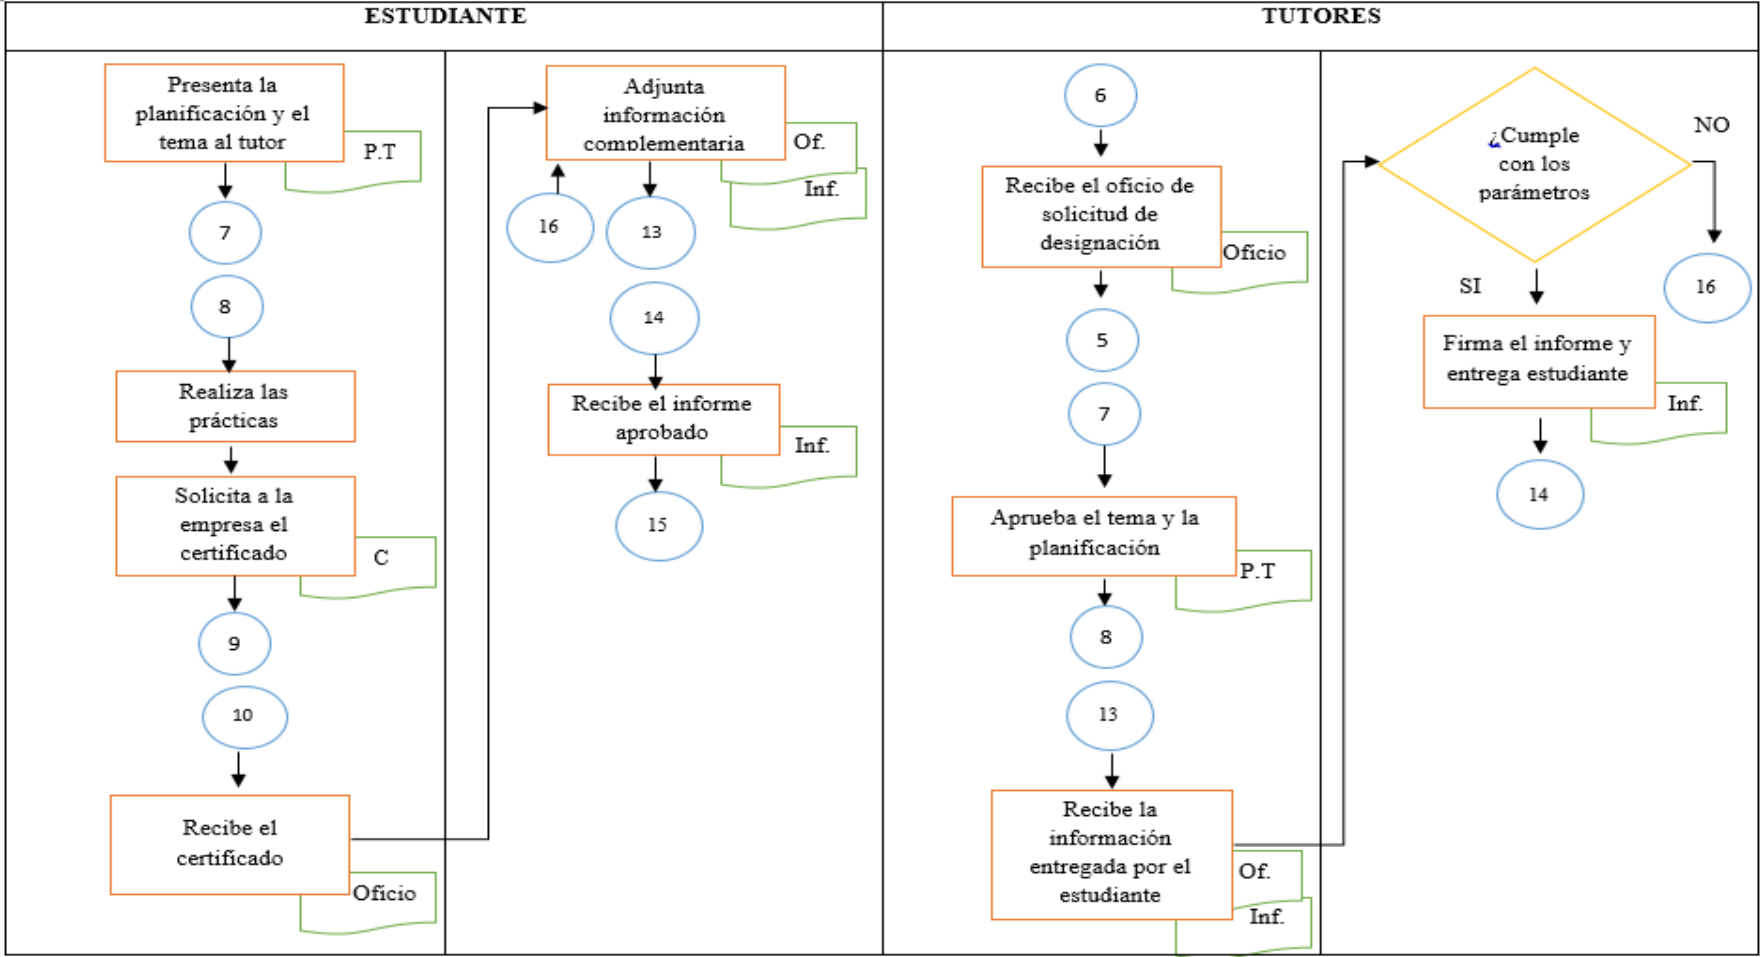 ESTUDIANTE
TUTORES
Presenta la
planificación y el
tema al tutor
P.T
7
8
Realiza las
prácticas
Solicita a la
empresa el
certificado
C
9
10
Recibe el
certificado
Oficio
Adjunta
información
complementaria
Of.
Inf.
16
13
14
Recibe el informe
aprobado
Inf.
15
6
Recibe el oficio de
solicitud de
designación
Oficio
5
7
Aprueba el tema y la
planificación
P.T
8
13
Recibe la
información
entregada por el
estudiante
Of.
Inf.
¿Cumple
con los
parámetros
NO
16
SI
Firma el informe y
entrega estudiante
Inf.
14